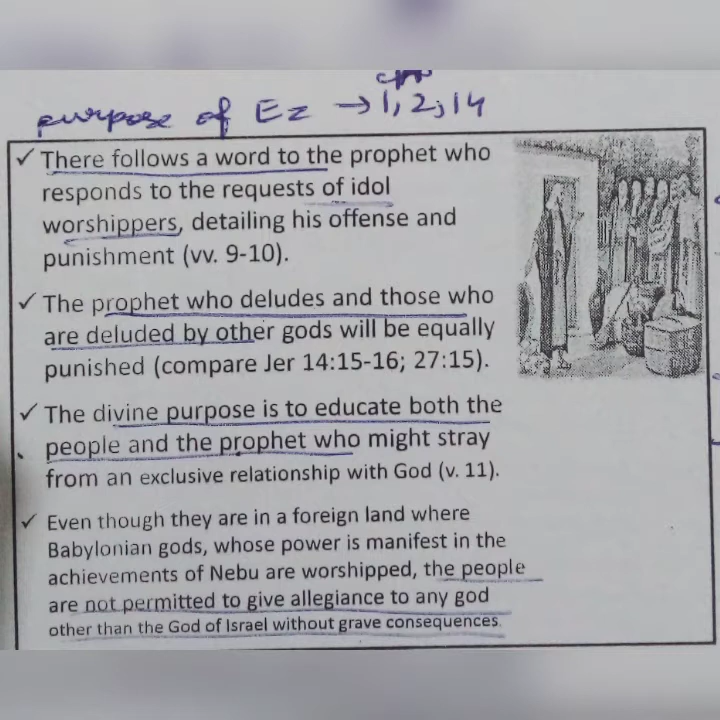 chp
purpose of Ez → 1, 2, 14
✓ There follows a word to the prophet who
responds to the requests of idol
worshippers, detailing his offense and
punishment (vv. 9-10).
✓ The prophet who deludes and those who
are deluded by other gods will be equally
punished (compare Jer 14:15-16; 27:15).
✓ The divine purpose is to educate both the
people and the prophet who might stray
from an exclusive relationship with God (v. 11).
✓ Even though they are in a foreign land where
Babylonian gods, whose power is manifest in the
achievements of Nebu are worshipped, the people
are not permitted to give allegiance to any god
other than the God of Israel without grave consequences.